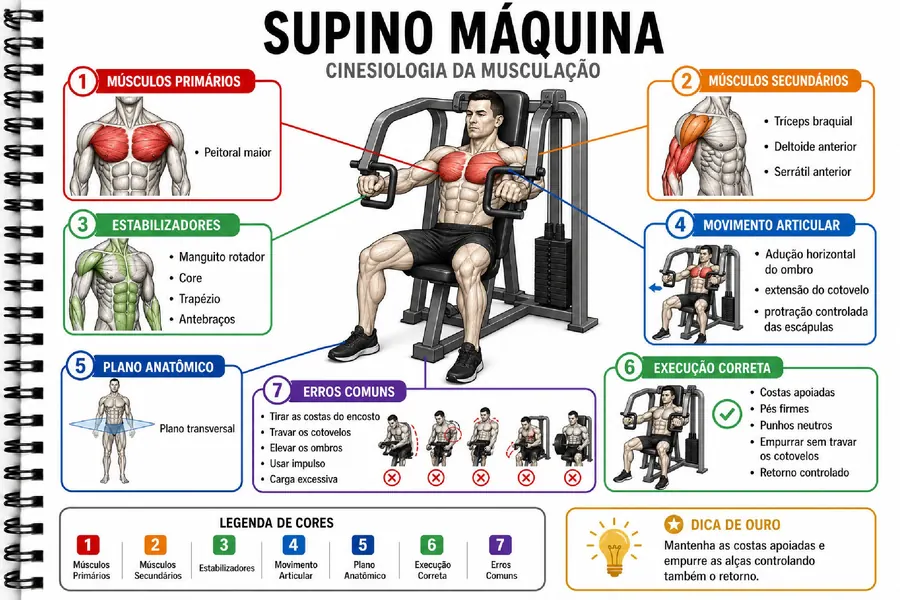 SUPINO MÁQUINA
CINESIOLOGIA DA MUSCULAÇÃO
1 MÚSCULOS PRIMÁRIOS
• Peitoral maior
2 MÚSCULOS SECUNDÁRIOS
• Tríceps braquial
• Deltoide anterior
• Serrátil anterior
3 ESTABILIZADORES
• Manguito rotador
• Core
• Trapézio
• Antebraços
4 MOVIMENTO ARTICULAR
• Adução horizontal
do ombro
• extensão do cotovelo
• protração controlada
das escápulas
5 PLANO ANATÔMICO
Plano transversal
7 ERROS COMUNS
• Tirar as costas do encosto
• Travar os cotovelos
• Elevar os ombros
• Usar impulso
• Carga excessiva
6 EXECUÇÃO CORRETA
• Costas apoiadas
• Pés firmes
• Punhos neutros
• Empurrar sem travar
os cotovelos
• Retorno controlado
LEGENDA DE CORES
1
Músculos
Primários
2
Músculos
Secundários
3
Estabilizadores
4
Movimento
Articular
5
Plano
Anatômico
6
Execução
Correta
7
Erros
Comuns
DICA DE OURO
Mantenha as costas apoiadas e
empurre as alças controlando
também o retorno.